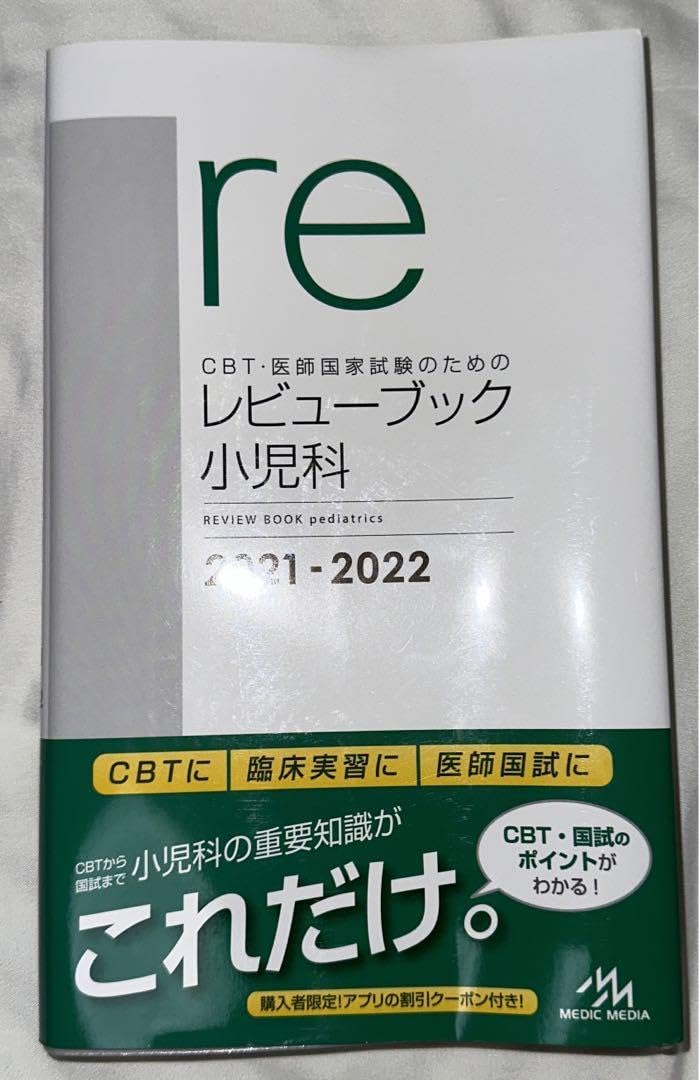 re
CBT・医師国家試験のための
レビューブック
小児科
REVIEW BOOK pediatrics
2021-2022
CBTに 臨床実習に 医師国試に
CBTから
国試まで
小児科の重要知識が
これだけ。
CBT・国試の
ポイントが
わかる!
購入者限定!アプリの割引クーポン付き!
MEDIC MEDIA